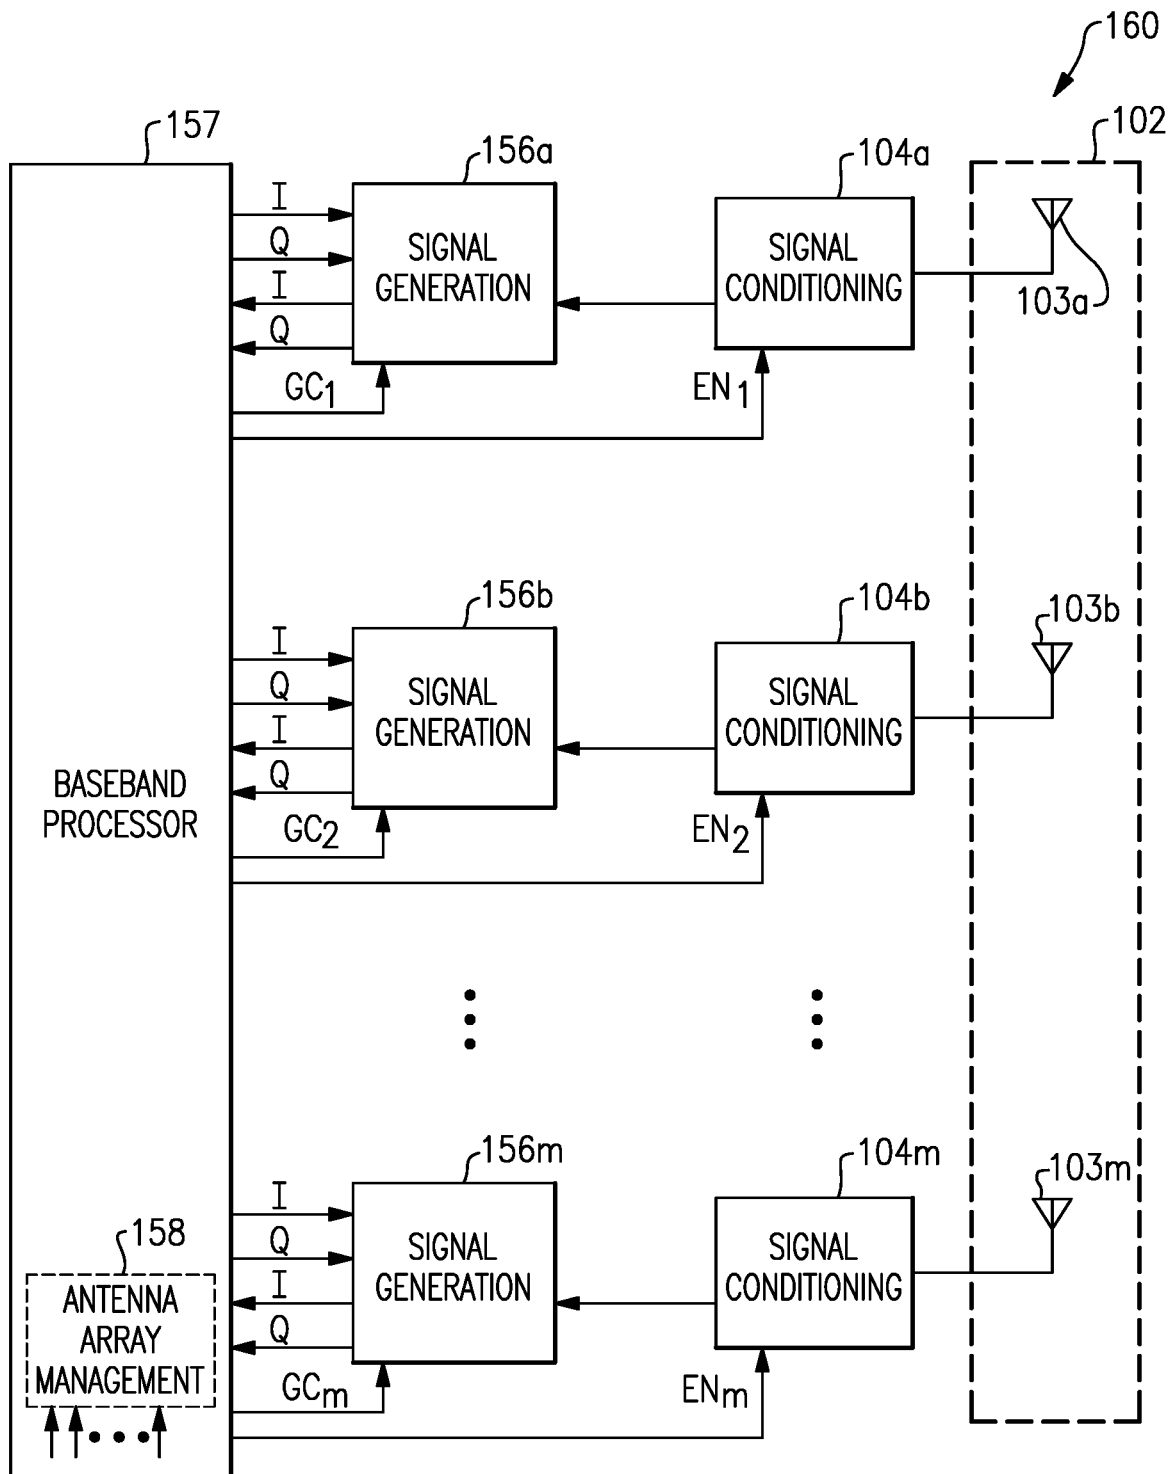 160
157
156a
104a
102
I
Q
I
Q
SIGNAL
GENERATION
SIGNAL
CONDITIONING
103a
GC1
EN1
156b
104b
103b
I
Q
I
Q
SIGNAL
GENERATION
SIGNAL
CONDITIONING
BASEBAND
PROCESSOR
GC2
EN2
156m
104m
103m
I
Q
I
Q
SIGNAL
GENERATION
SIGNAL
CONDITIONING
158
ANTENNA
ARRAY
MANAGEMENT
GCm
ENm